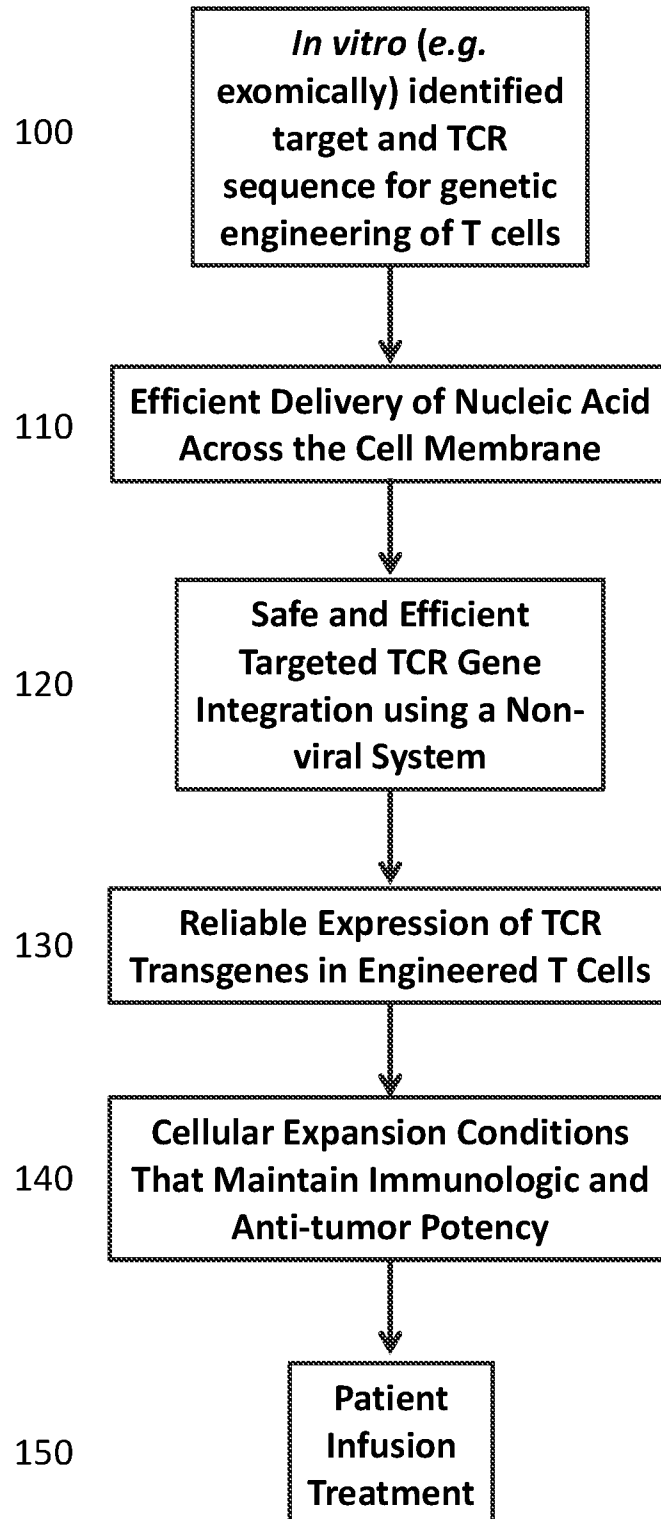 100
In vitro (e.g.
exomically) identified
target and TCR
sequence for genetic
engineering of T cells
110
Efficient Delivery of Nucleic Acid
Across the Cell Membrane
120
Safe and Efficient
Targeted TCR Gene
Integration using a Non-
viral System
130
Reliable Expression of TCR
Transgenes in Engineered T Cells
140
Cellular Expansion Conditions
That Maintain Immunologic and
Anti-tumor Potency
150
Patient
Infusion
Treatment